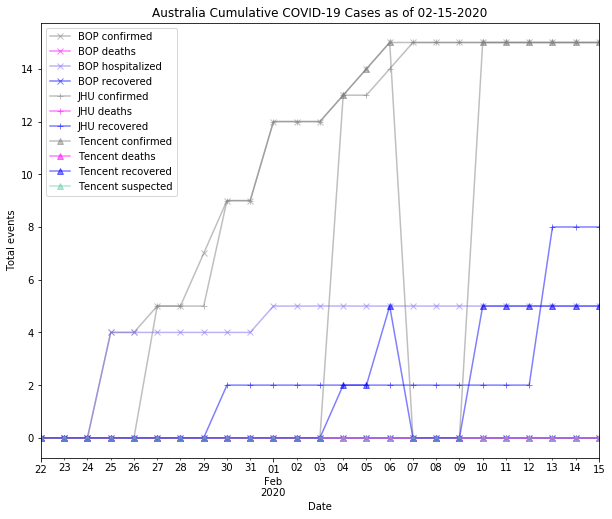 Australia Cumulative COVID-19 Cases as of 02-15-2020
BOP confirmed
BOP deaths
BOP hospitalized
BOP recovered
JHU confirmed
JHU deaths
JHU recovered
Tencent confirmed
Tencent deaths
Tencent recovered
Tencent suspected
Total events
14
12
10
8
6
4
2
0
22 23 24 25 26 27 28 29 30 31 01 02 03 04 05 06 07 08 09 10 11 12 13 14 15
Feb
2020
Date